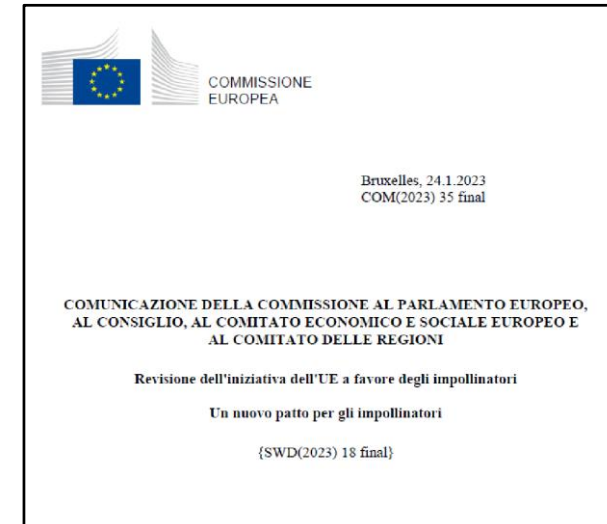 COMMISSIONE
EUROPEA
Bruxelles, 24.1.2023
COM(2023) 35 final
COMUNICAZIONE DELLA COMMISSIONE AL PARLAMENTO EUROPEO,
AL CONSIGLIO, AL COMITATO ECONOMICO E SOCIALE EUROPEO E
AL COMITATO DELLE REGIONI
Revisione dell'iniziativa dell'UE a favore degli impollinatori
Un nuovo patto per gli impollinatori
{SWD(2023) 18 final}